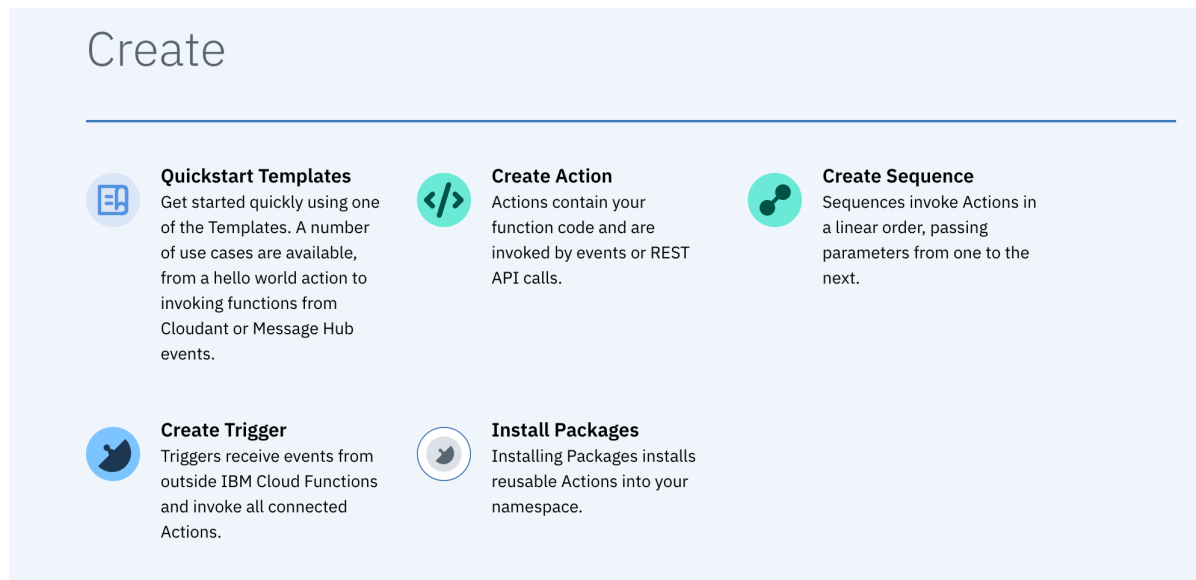 Create
Quickstart Templates
Get started quickly using one
of the Templates. A number
of use cases are available,
from a hello world action to
invoking functions from
Cloudant or Message Hub
events.
Create Action
Actions contain your
function code and are
invoked by events or REST
API calls.
Create Sequence
Sequences invoke Actions in
a linear order, passing
parameters from one to the
next.
Create Trigger
Triggers receive events from
outside IBM Cloud Functions
and invoke all connected
Actions.
Install Packages
Installing Packages installs
reusable Actions into your
namespace.